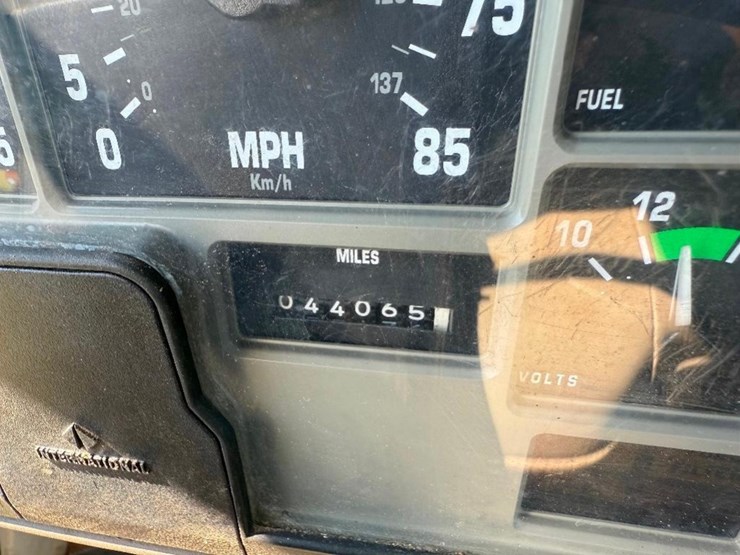 20
75
5
0
137
FUEL
0
MPH
85
Km/h
12
10
MILES
044065
VOLTS
INTERNATIONAL